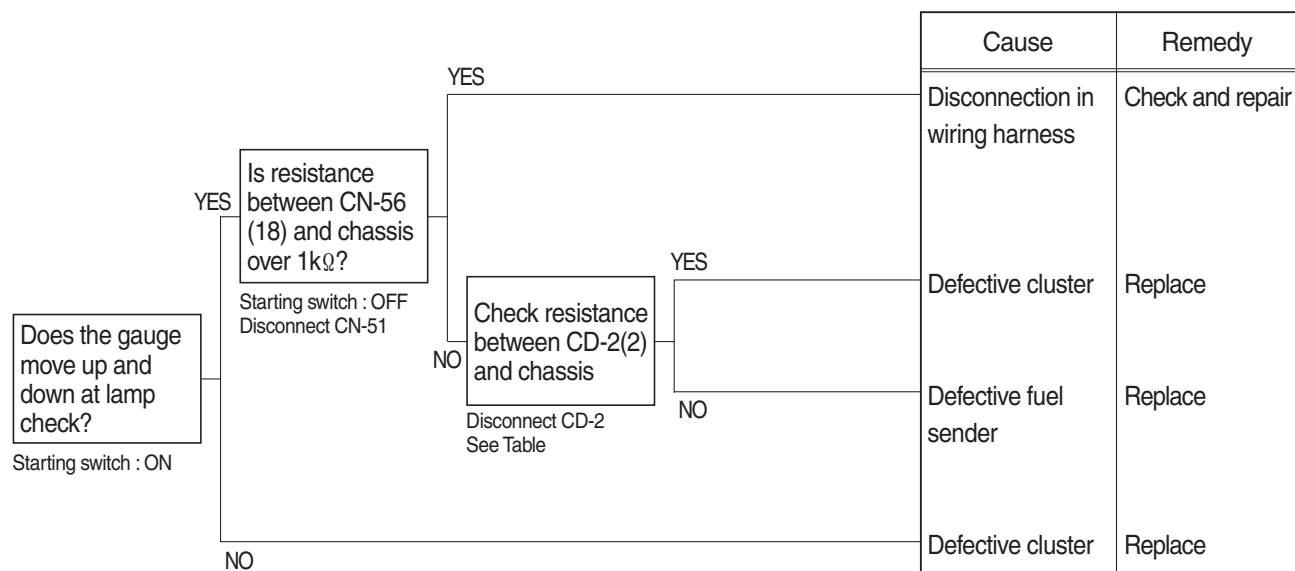 Cause
Remedy
YES
Disconnection in
wiring harness
Check and repair
YES
Is resistance
between CN-56
(18) and chassis
over 1kΩ?
Starting switch : OFF
Disconnect CN-51
YES
Defective cluster
Replace
Does the gauge
move up and
down at lamp
check?
Starting switch : ON
NO
Check resistance
between CD-2(2)
and chassis
Disconnect CD-2
See Table
NO
Defective fuel
sender
Replace
NO
Defective cluster
Replace